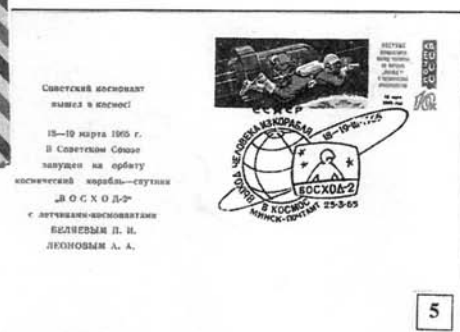 Советский космонавт
вышел в космос!
18—19 марта 1965 г.
В Советском Союзе
запущен на орбиту
космический корабль—спутник
„ВОСХОД-2“
с летчиками-космонавтами
БЕЛЯЕВЫМ П. И.
ЛЕОНОВЫМ А. А.
ВЫХОД ЧЕЛОВЕКА ИЗ КОРАБЛЯ
В КОСМОС
18-19-III-1965
ВОСХОД-2
МИНСК-ПОЧТАМТ 25-3-65
5